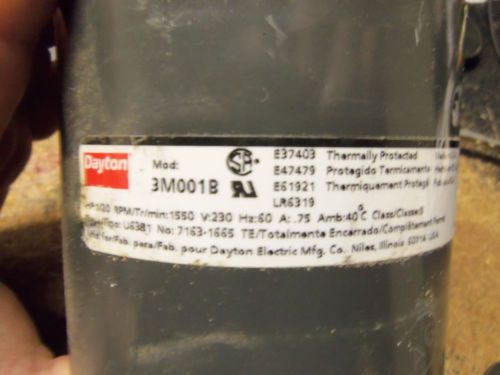 Dayton
Mod:
3M001B
E37403 Thermally Protected
E47479 Protegido Termicamente
E61921 Thermiquement Protégé
LR6319
RPM/Tr/min:1550 V:230 Hz:60 A: .75 Amb:40°C Class/Classe:B
No: 7163-1665 TE/Totalmente Encerrado/Complètement Fermé
for/Fab. para/Fab. pour Dayton Electric Mfg. Co. Niles, Illinois 60714 USA